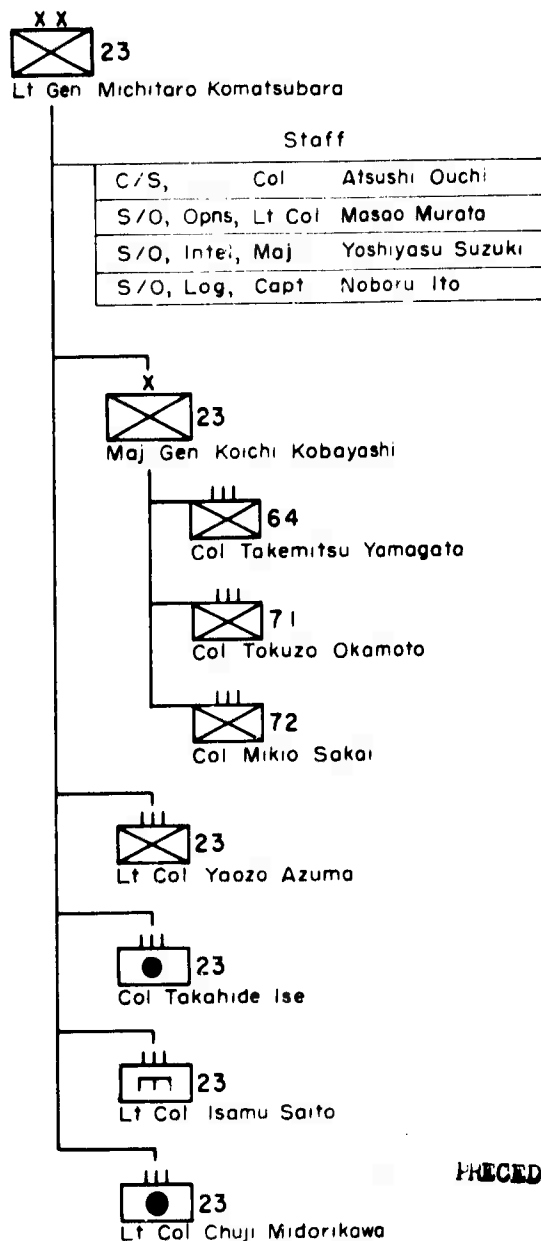 XX
23
Lt Gen Michitaro Komatsubara
Staff
C/S, Col Atsushi Ouchi
S/O, Opns, Lt Col Masao Murata
S/O, Intel, Maj Yoshiyasu Suzuki
S/O, Log, Capt Noboru Ito
X
23
Maj Gen Koichi Kobayashi
III
64
Col Takemitsu Yamagata
III
71
Col Tokuzo Okamoto
III
72
Col Mikio Sakai
III
23
Lt Col Yaozo Azuma
III
23
Col Takahide Ise
III
23
Lt Col Isamu Saito
III
23
Lt Col Chuji Midorikawa
PRECED